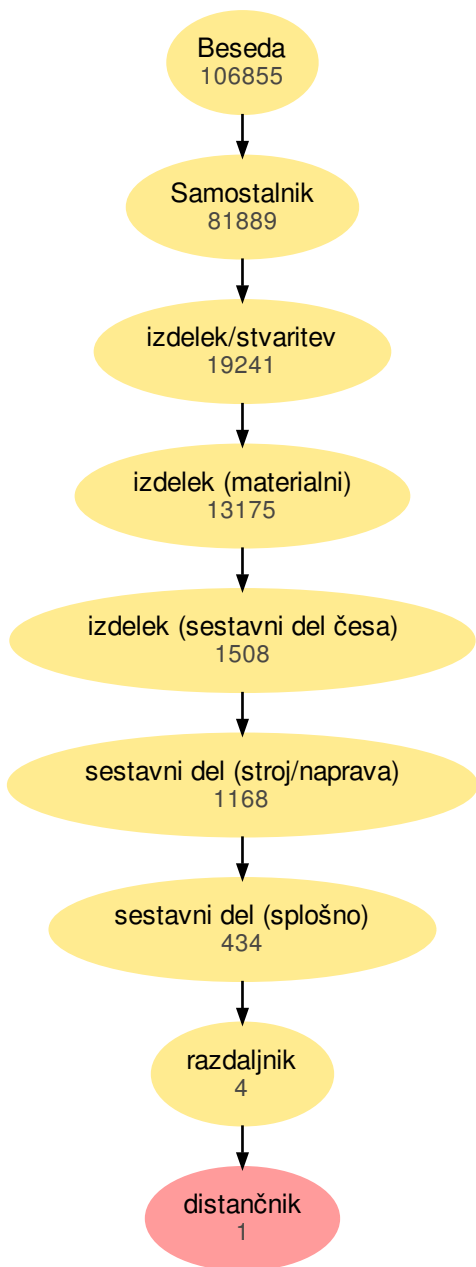 Beseda
106855
Samostalnik
81889
izdelek/stvaritev
19241
izdelek (materialni)
13175
izdelek (sestavni del česa)
1508
sestavni del (stroj/naprava)
1168
sestavni del (splošno)
434
razdaljnik
4
distančnik
1